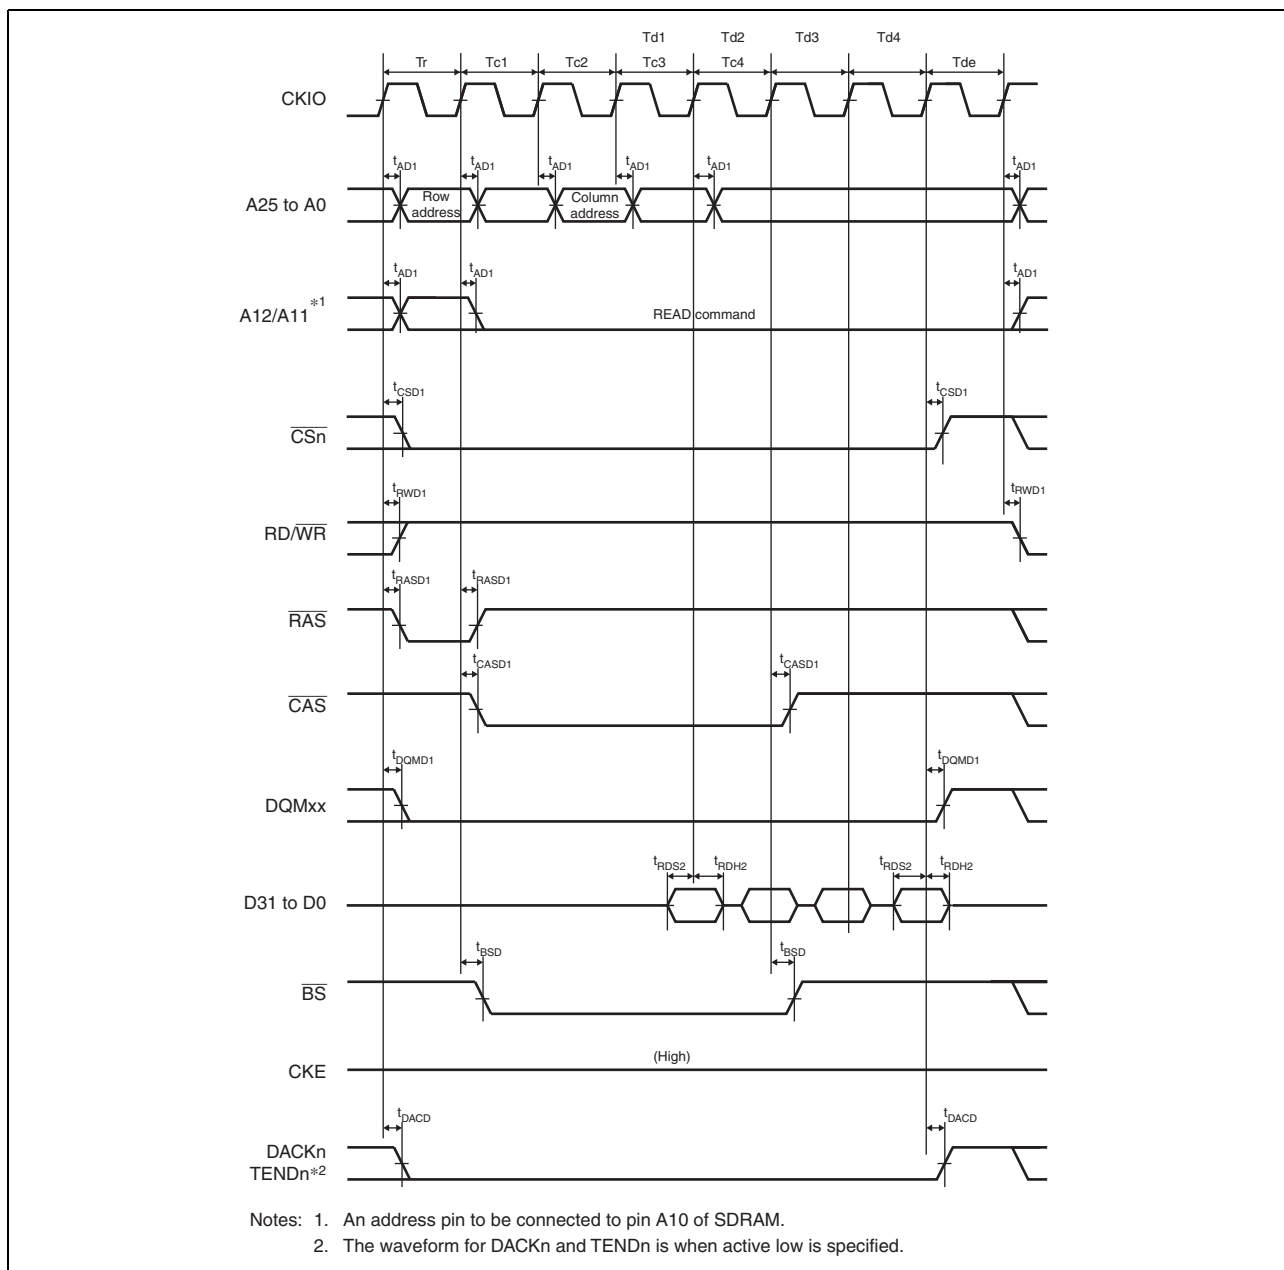 Td1 Td2 Td3 Td4
Tr Tc1 Tc2 Tc3 Tc4 Tde
CKIO
tAD1 tAD1 tAD1 tAD1 tAD1 tAD1
A25 to A0
Row address
Column address
tAD1 tAD1 tAD1
A12/A11 *1
READ command
tCSD1 tCSD1
CSn
tRWD1 tRWD1
RD/WR
tRASD1 tRASD1
RAS
tCASD1 tCASD1
CAS
tDQMD1 tDQMD1
DQMxx
tRDS2 tRDH2 tRDS2 tRDH2
D31 to D0
tBSD tBSD
BS
(High)
CKE
tDACD tDACD
DACKn
TENDn*2
Notes: 1. An address pin to be connected to pin A10 of SDRAM.
2. The waveform for DACKn and TENDn is when active low is specified.